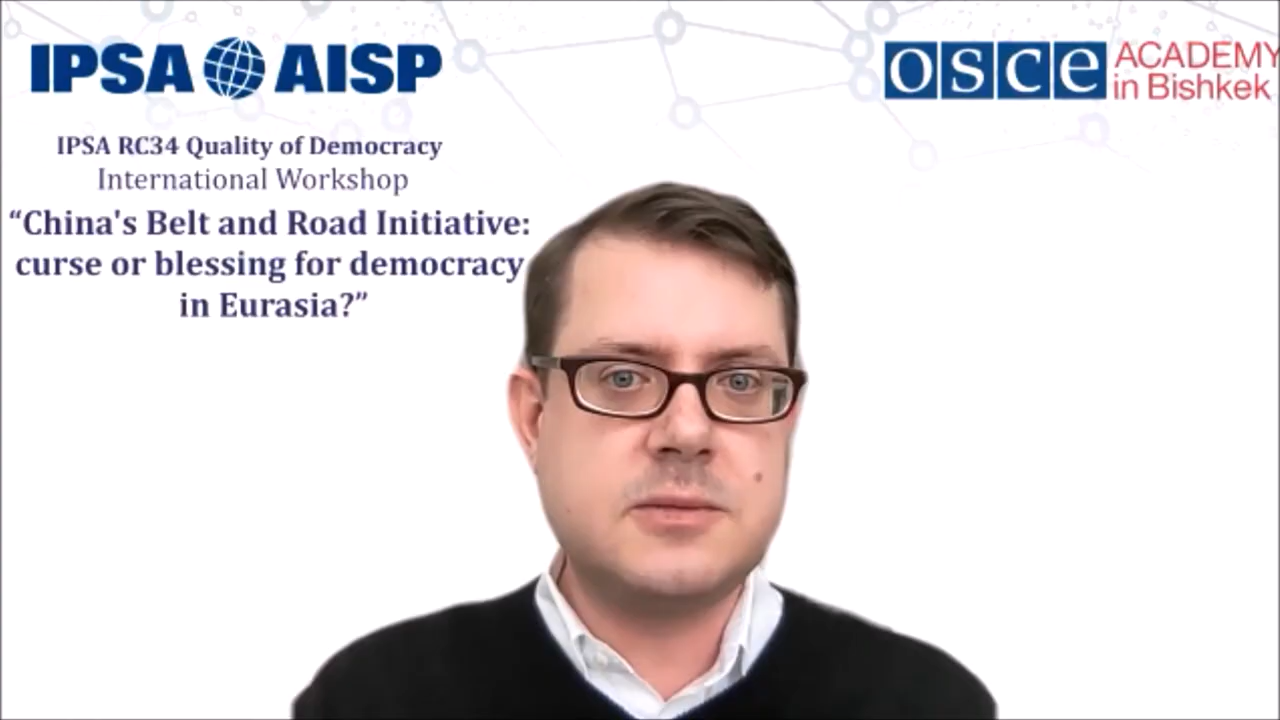 IPSA AISP
osce ACADEMY
in Bishkek
IPSA RC34 Quality of Democracy
International Workshop
“China's Belt and Road Initiative:
curse or blessing for democracy
in Eurasia?”